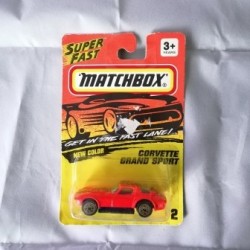 SUPER
FAST
3+
MATCHBOX
GET IN THE FAST LANE!
NEW COLOR
CORVETTE
GRAND SPORT
2